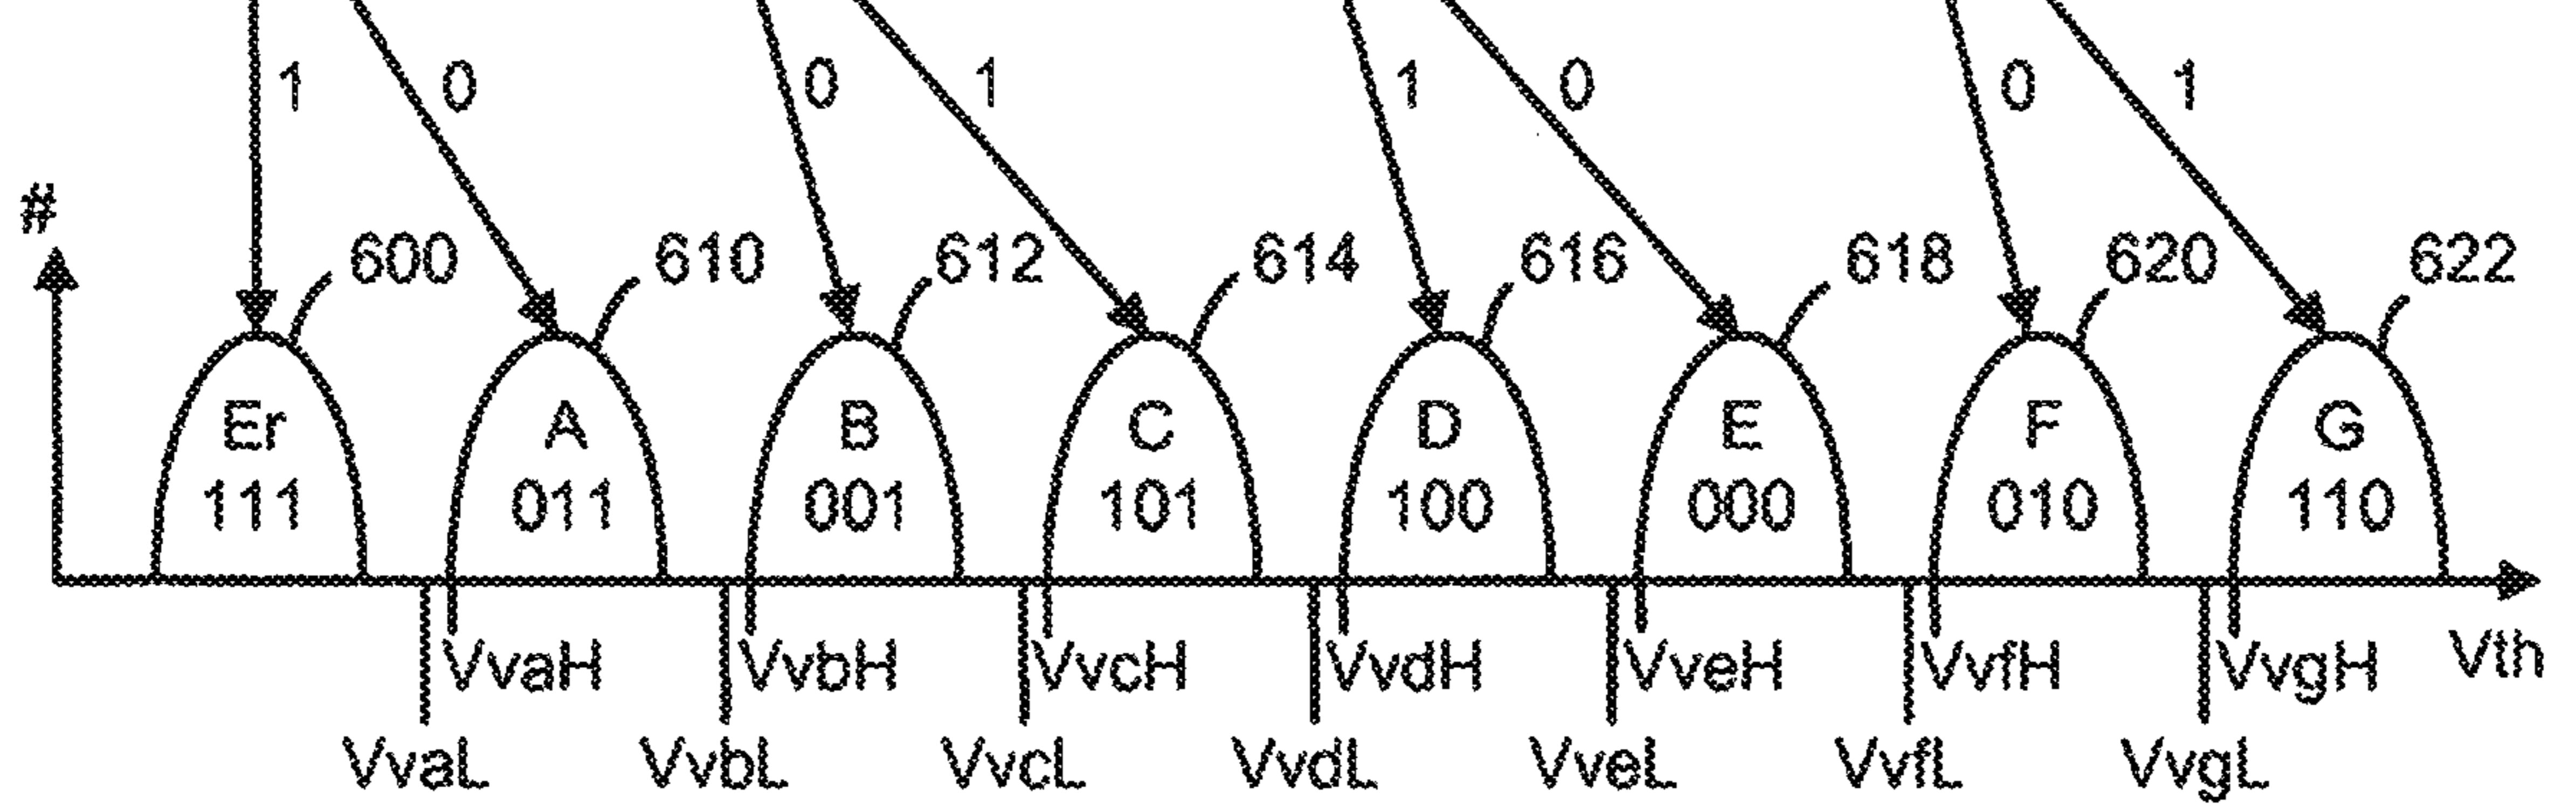 1 0 0 1 1 0 0 1
#
600 610 612 614 616 618 620 622
Er A B C D E F G
111 011 001 101 100 000 010 110
VvaH VvbH VvcH VvdH VveH VvfH VvgH Vth
VvaL VvbL VvcL VvdL VveL VvfL VvgL